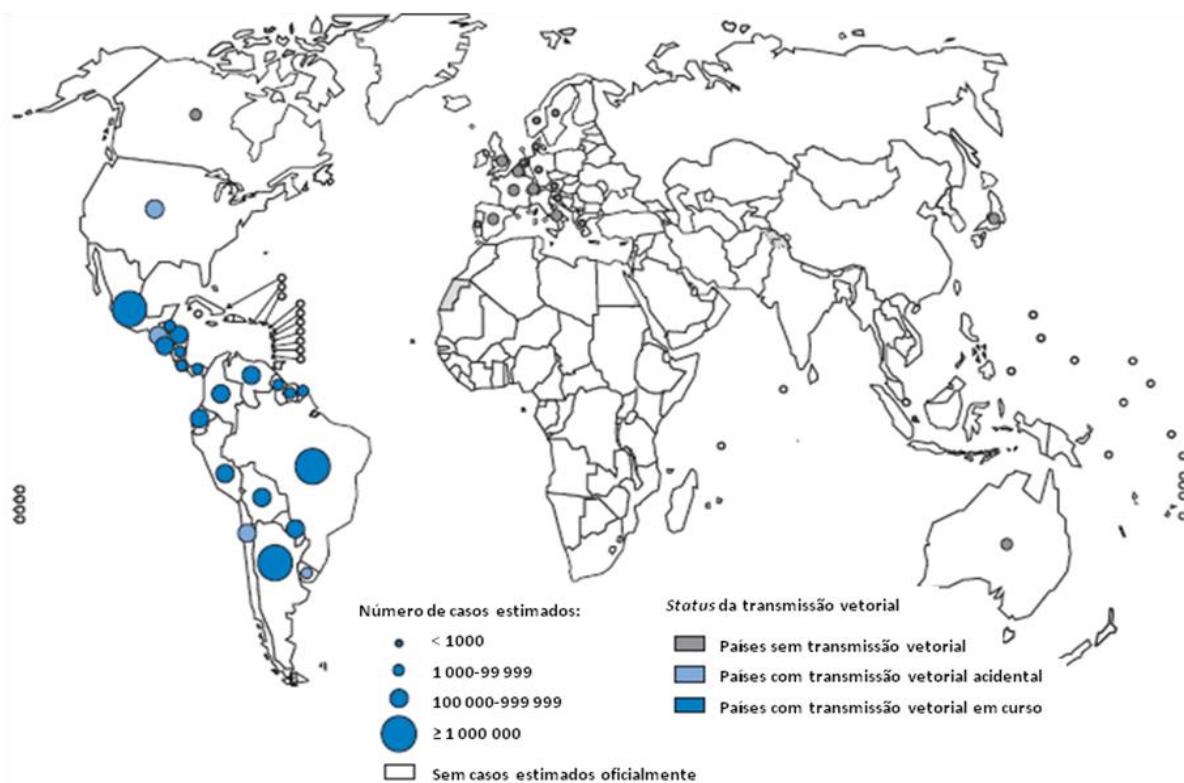 Número de casos estimados:
< 1000
1 000-99 999
100 000-999 999
≥ 1 000 000
Sem casos estimados oficialmente
Status da transmissão vetorial
Países sem transmissão vetorial
Países com transmissão vetorial acidental
Países com transmissão vetorial em curso